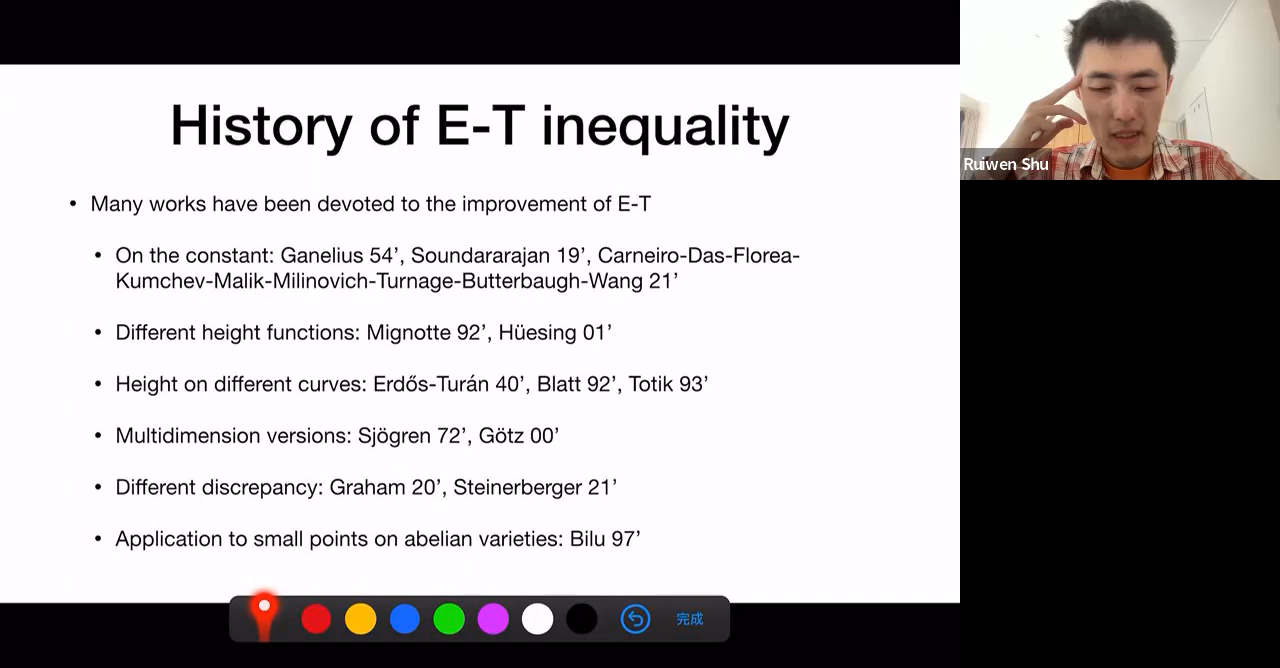 History of E-T inequality
• Many works have been devoted to the improvement of E-T
• On the constant: Ganelius 54’, Soundararajan 19’, Carneiro-Das-Florea-
Kumchev-Malik-Milinovich-Turnage-Butterbaugh-Wang 21’
• Different height functions: Mignotte 92’, Hüesing 01’
• Height on different curves: Erdős-Turán 40’, Blatt 92’, Totik 93’
• Multidimension versions: Sjögren 72’, Götz 00’
• Different discrepancy: Graham 20’, Steinerberger 21’
• Application to small points on abelian varieties: Bilu 97’
完成
Ruiwen Shu